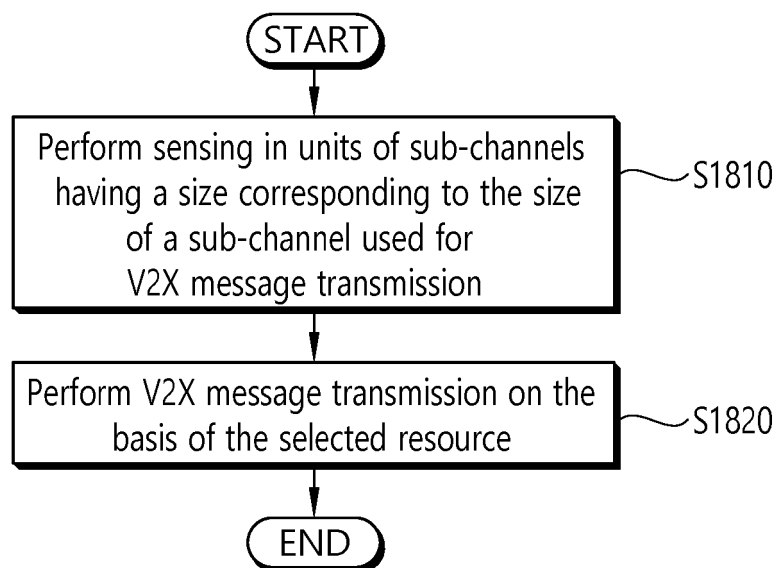 START
Perform sensing in units of sub-channels
having a size corresponding to the size
of a sub-channel used for
V2X message transmission
S1810
Perform V2X message transmission on the
basis of the selected resource
S1820
END